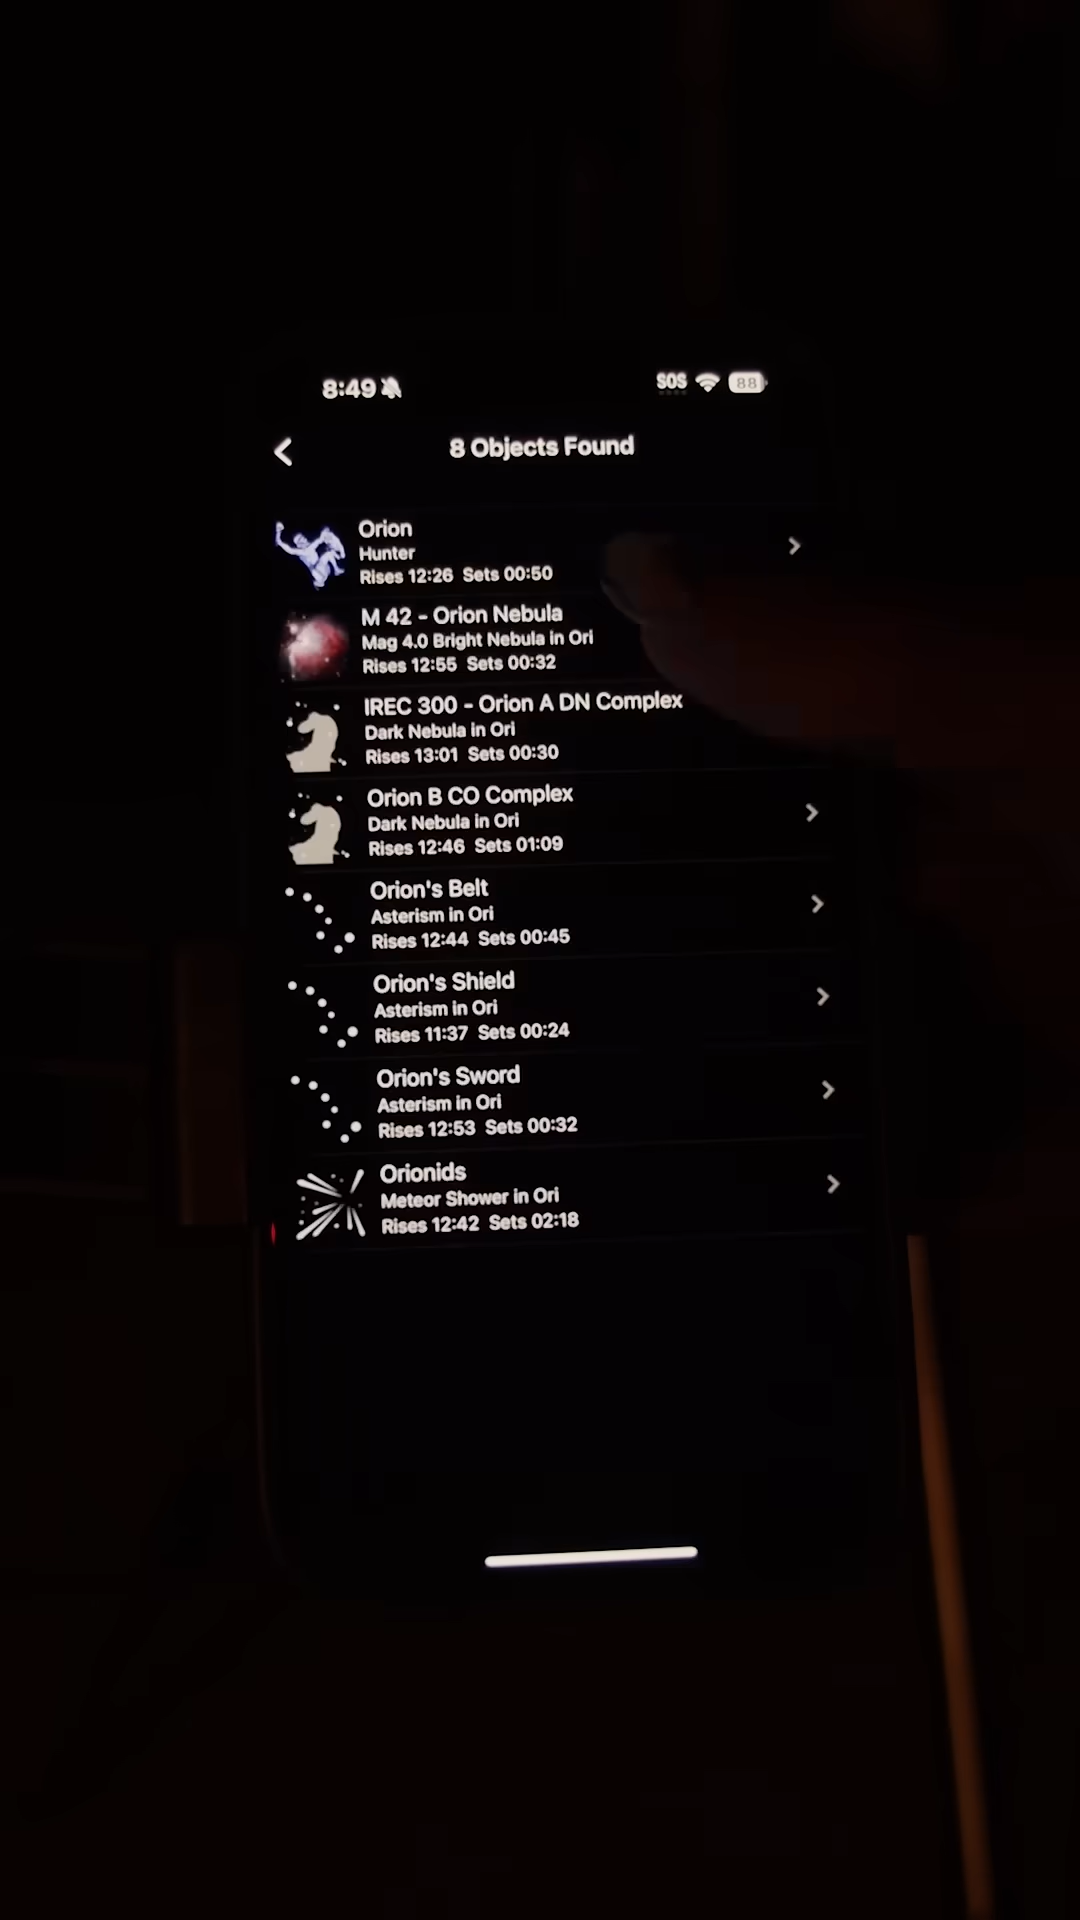 8:49 SOS 88
8 Objects Found
Orion
Hunter
Rises 12:26 Sets 00:50
M 42 - Orion Nebula
Mag 4.0 Bright Nebula in Ori
Rises 12:55 Sets 00:32
IREC 300 - Orion A DN Complex
Dark Nebula in Ori
Rises 13:01 Sets 00:30
Orion B CO Complex
Dark Nebula in Ori
Rises 12:46 Sets 01:09
Orion's Belt
Asterism in Ori
Rises 12:44 Sets 00:45
Orion's Shield
Asterism in Ori
Rises 11:37 Sets 00:24
Orion's Sword
Asterism in Ori
Rises 12:53 Sets 00:32
Orionids
Meteor Shower in Ori
Rises 12:42 Sets 02:18